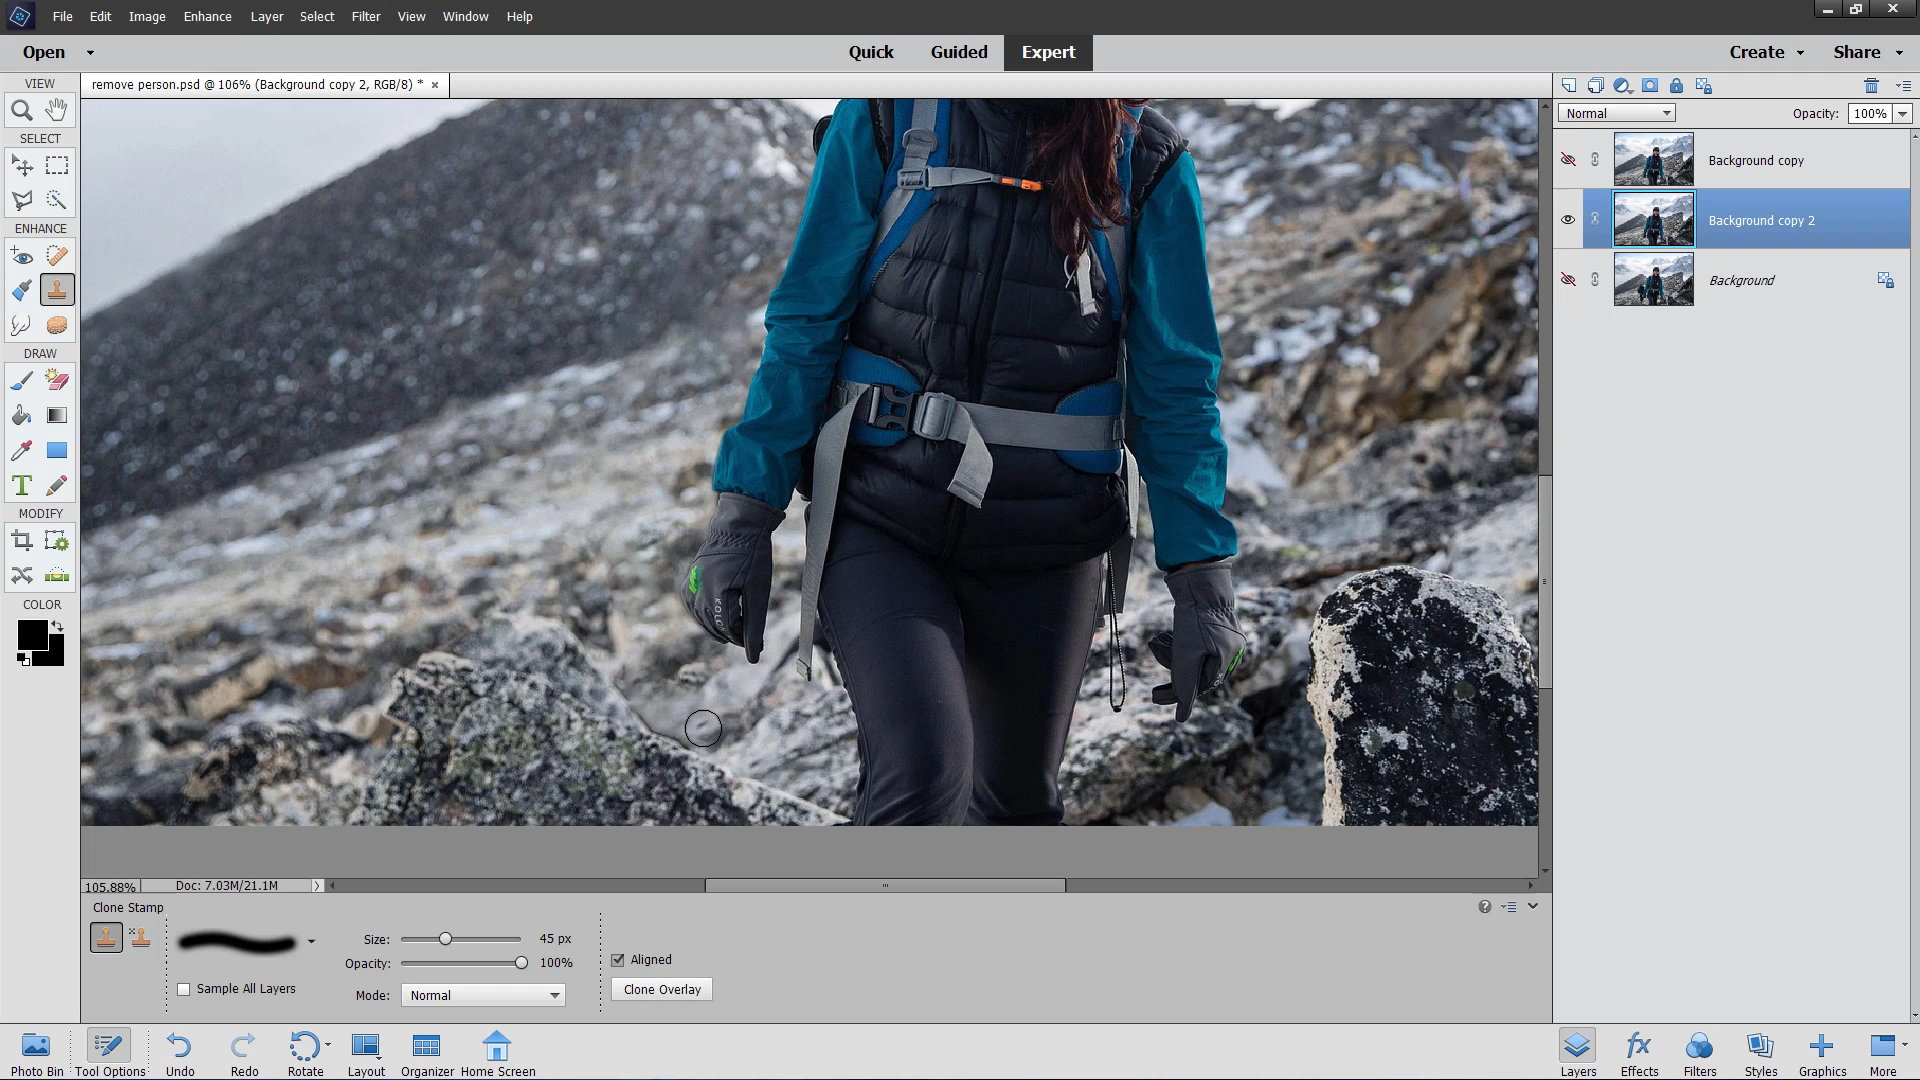 File Edit Image Enhance Layer Select Filter View Window Help
Open Quick Guided Expert Create Share
VIEW
remove person.psd @ 106% (Background copy 2, RGB/8) * ×
Normal Opacity: 100%
SELECT
Background copy
Background copy 2
ENHANCE
Background
DRAW
T
MODIFY
COLOR
105.88% Doc: 7.03M/21.1M
Clone Stamp
Size: 45 px
Opacity: 100%
Aligned
Sample All Layers
Mode: Normal
Clone Overlay
Photo Bin Tool Options Undo Redo Rotate Layout Organizer Home Screen
fx
Layers Effects Filters Styles Graphics More